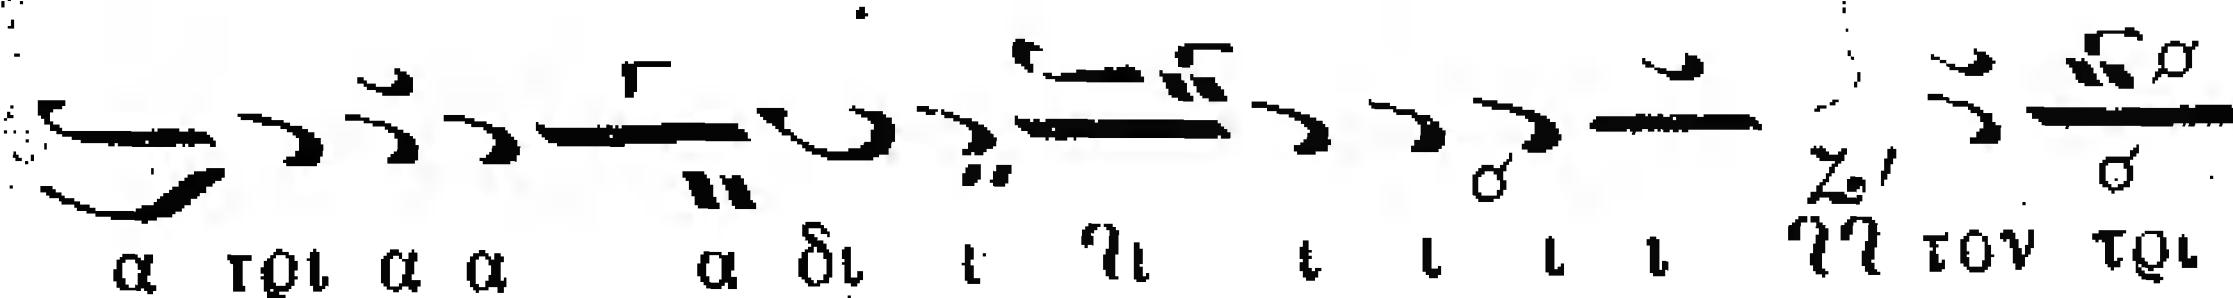 α τρι α α α δι ι ηι ι ι ι ι ηη τον τρι